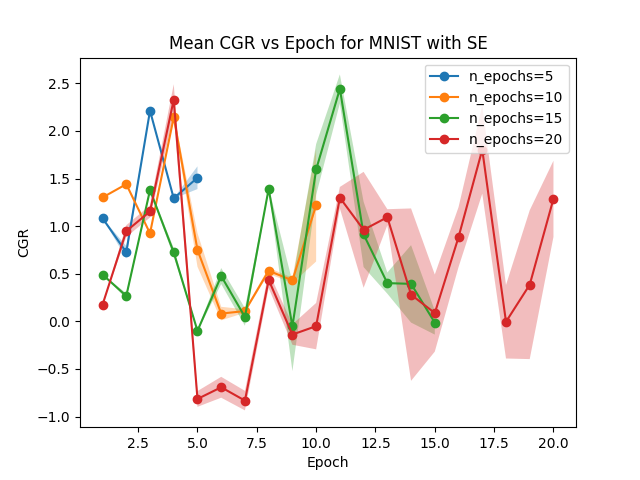 Mean CGR vs Epoch for MNIST with SE
n_epochs=5
n_epochs=10
n_epochs=15
n_epochs=20
CGR
2.5
2.0
1.5
1.0
0.5
0.0
−0.5
−1.0
2.5
5.0
7.5
10.0
12.5
15.0
17.5
20.0
Epoch